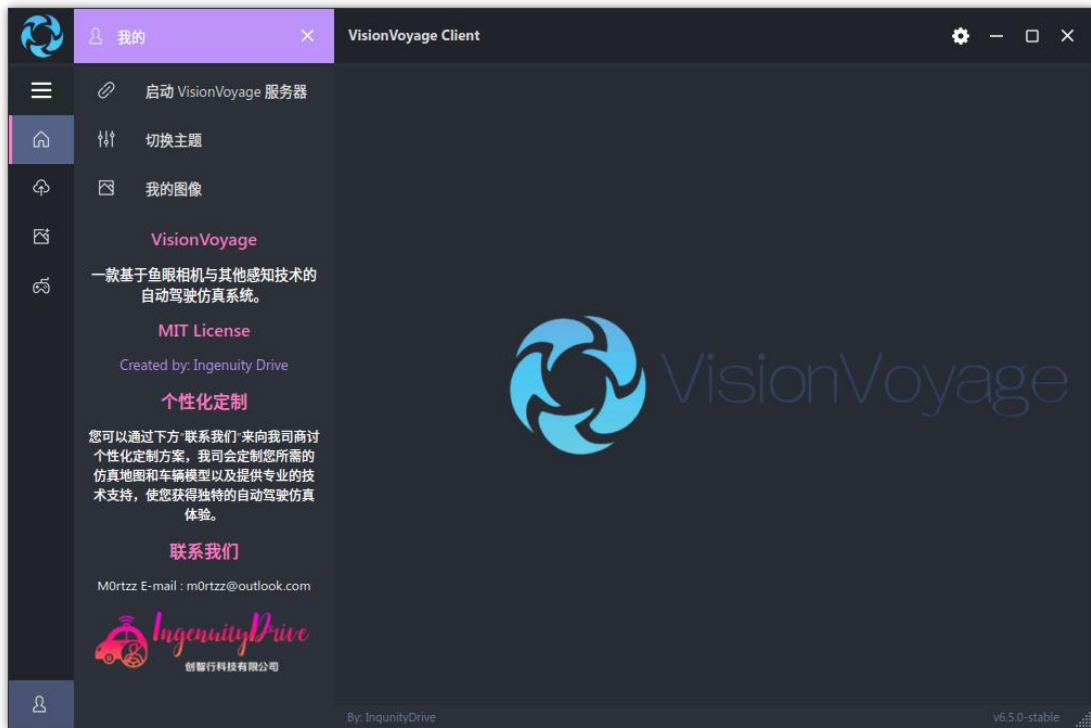 我的
VisionVoyage Client
启动 VisionVoyage 服务器
切换主题
我的图像
VisionVoyage
一款基于鱼眼相机与其他感知技术的
自动驾驶仿真系统。
MIT License
Created by: Ingenuity Drive
个性化定制
您可以通过下方“联系我们”来向我司商讨
个性化定制方案，我司会定制您所需的
仿真地图和车辆模型以及提供专业的技
术支持，使您获得独特的自动驾驶仿真
体验。
联系我们
M0rtzz E-mail : m0rtzz@outlook.com
IngenuityDrive
创智行科技有限公司
VisionVoyage
By: InqunityDrive
v6.5.0-stable